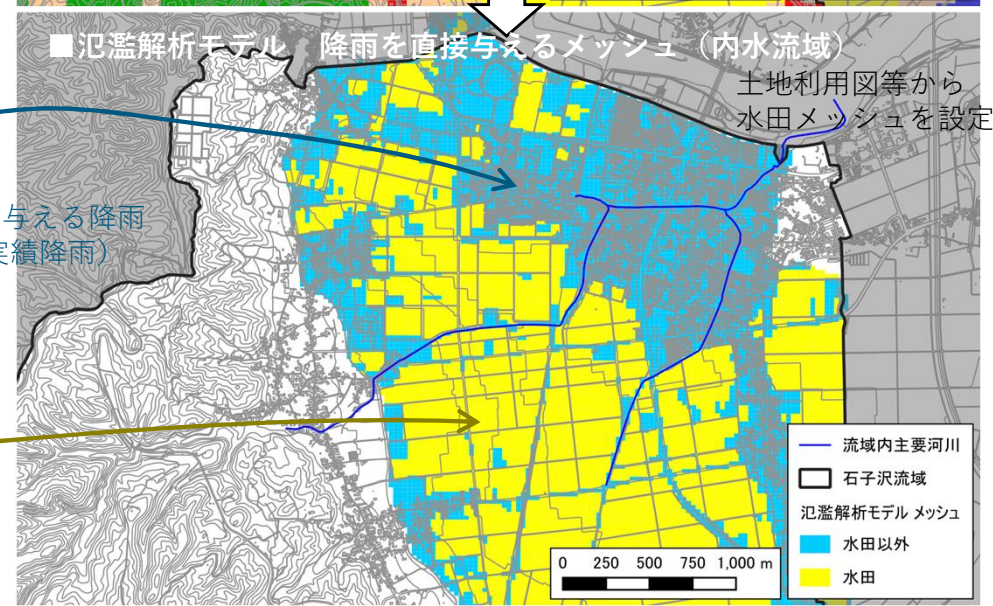 ■氾濫解析モデル　降雨を直接与えるメッシュ（内水流域）
土地利用図等から
水田メッシュを設定
与える降雨
実績降雨）
流域内主要河川
石子沢流域
氾濫解析モデル メッシュ
水田以外
水田
0 250 500 750 1,000 m